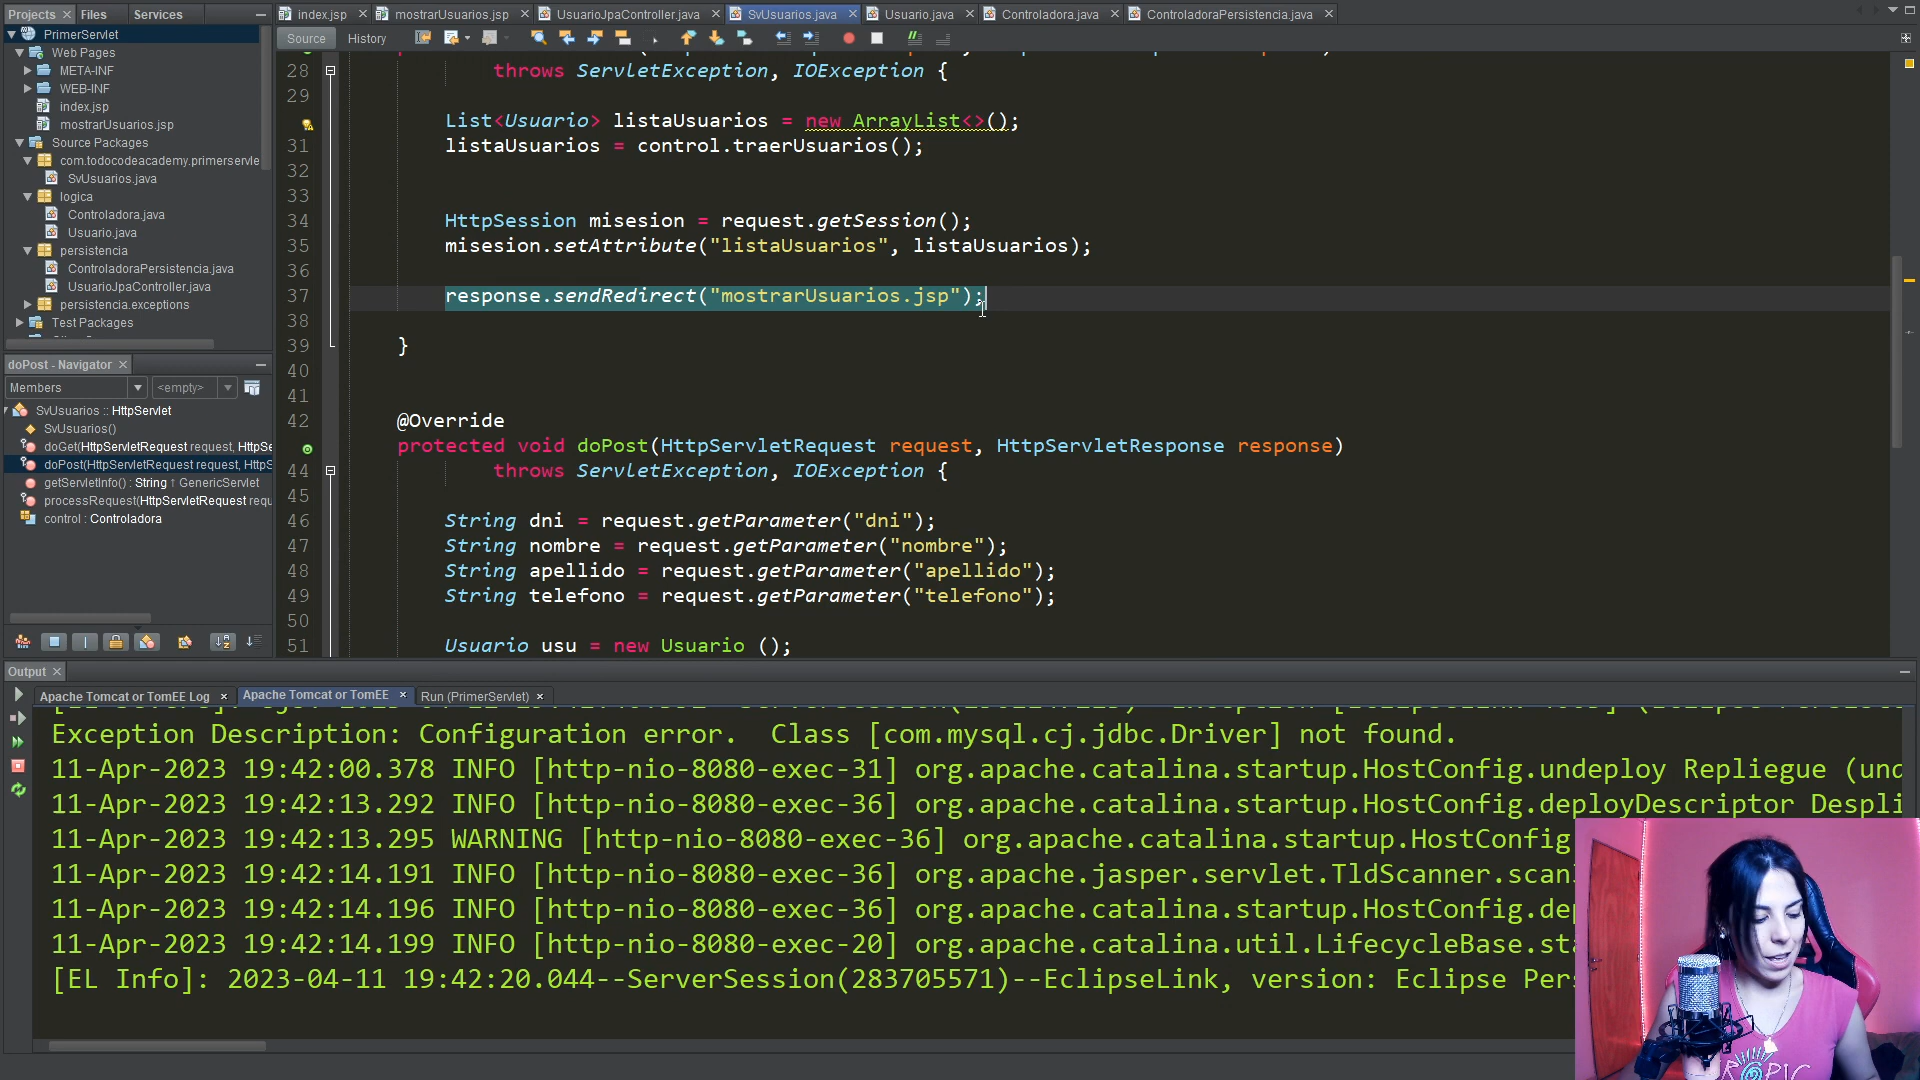 Projects
Files
Services
PrimerServlet
Web Pages
META-INF
WEB-INF
index.jsp
mostrarUsuarios.jsp
Source Packages
com.todocodeacademy.primerservle
SvUsuarios.java
logica
Controladora.java
Usuario.java
persistencia
ControladoraPersistencia.java
UsuarioJpaController.java
persistencia.exceptions
Test Packages
doPost - Navigator
Members
<empty>
SvUsuarios :: HttpServlet
SvUsuarios()
doGet(HttpServletRequest request, HttpSe
doPost(HttpServletRequest request, HttpS
getServletInfo() : String ↑ GenericServlet
processRequest(HttpServletRequest requ
control : Controladora
index.jsp
mostrarUsuarios.jsp
UsuarioJpaController.java
SvUsuarios.java
Usuario.java
Controladora.java
ControladoraPersistencia.java
Source
History
28 throws ServletException, IOException {
29
List<Usuario> listaUsuarios = new ArrayList<>();
31 listaUsuarios = control.traerUsuarios();
32
33
34 HttpSession misesion = request.getSession();
35 misesion.setAttribute("listaUsuarios", listaUsuarios);
36
37 response.sendRedirect("mostrarUsuarios.jsp");
38
39 }
40
41
42 @Override
protected void doPost(HttpServletRequest request, HttpServletResponse response)
44 throws ServletException, IOException {
45
46 String dni = request.getParameter("dni");
47 String nombre = request.getParameter("nombre");
48 String apellido = request.getParameter("apellido");
49 String telefono = request.getParameter("telefono");
50
51 Usuario usu = new Usuario ();
Output
Apache Tomcat or TomEE Log
Apache Tomcat or TomEE
Run (PrimerServlet)
Exception Description: Configuration error.  Class [com.mysql.cj.jdbc.Driver] not found.
11-Apr-2023 19:42:00.378 INFO [http-nio-8080-exec-31] org.apache.catalina.startup.HostConfig.undeploy Repliegue (und
11-Apr-2023 19:42:13.292 INFO [http-nio-8080-exec-36] org.apache.catalina.startup.HostConfig.deployDescriptor Despli
11-Apr-2023 19:42:13.295 WARNING [http-nio-8080-exec-36] org.apache.catalina.startup.HostConfig
11-Apr-2023 19:42:14.191 INFO [http-nio-8080-exec-36] org.apache.jasper.servlet.TldScanner.scan
11-Apr-2023 19:42:14.196 INFO [http-nio-8080-exec-36] org.apache.catalina.startup.HostConfig.dep
11-Apr-2023 19:42:14.199 INFO [http-nio-8080-exec-20] org.apache.catalina.util.LifecycleBase.sta
[EL Info]: 2023-04-11 19:42:20.044--ServerSession(283705571)--EclipseLink, version: Eclipse Pers